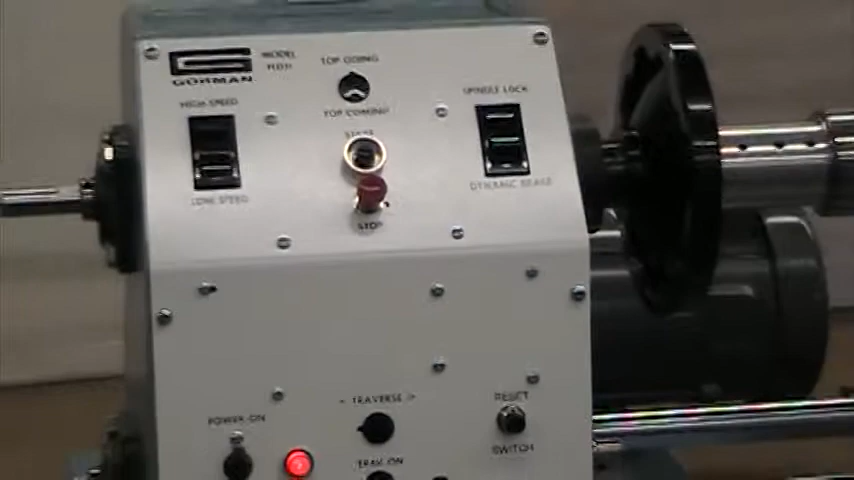 GORMAN
MODEL
TOP GOING
HIGH SPEED
TOP COMING
START
SPINDLE LOCK
LOW SPEED
STOP
DYNAMIC BRAKE
POWER-ON
- TRAVERSE -
RESET
SWITCH